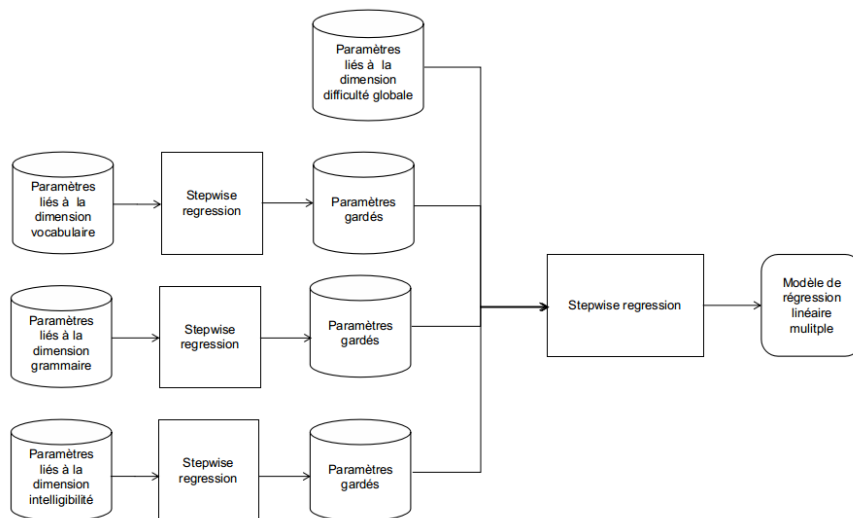 Paramètres
liés à la
dimension
difficulté globale
Paramètres
liés à la
dimension
vocabulaire
Stepwise
regression
Paramètres
gardés
Paramètres
liés à la
dimension
grammaire
Stepwise
regression
Paramètres
gardés
Stepwise regression
Modèle de
régression
linéaire
mulitple
Paramètres
liés à la
dimension
intelligibilité
Stepwise
regression
Paramètres
gardés